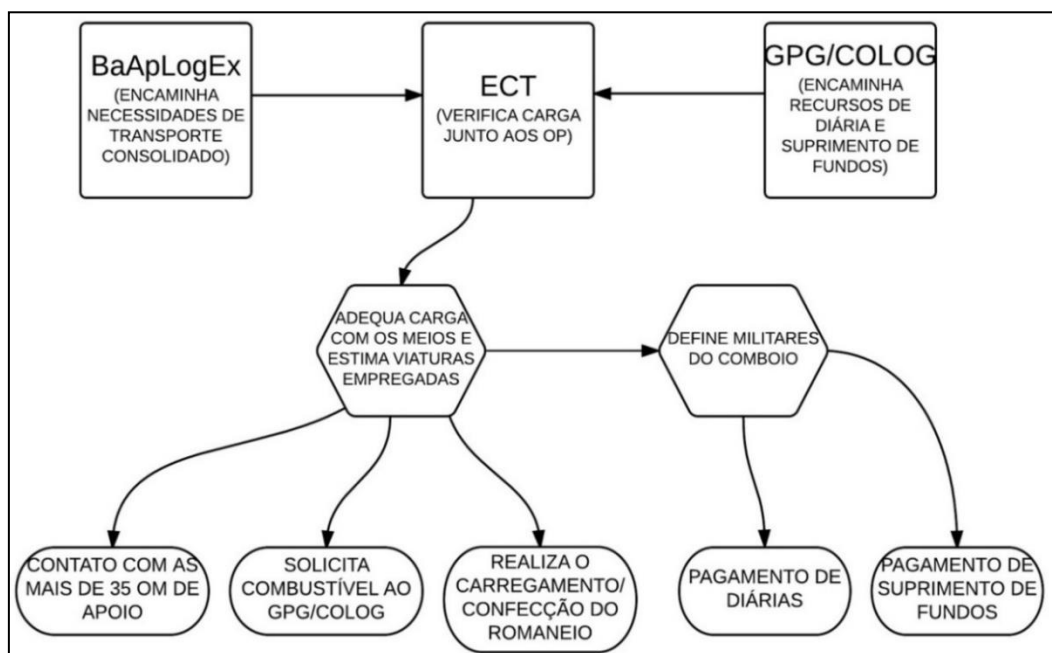 BaApLogEx
(ENCAMINHA
NECESSIDADES DE
TRANSPORTE
CONSOLIDADO)
ECT
(VERIFICA CARGA
JUNTO AOS OP)
GPG/COLOG
(ENCAMINHA
RECURSOS DE
DIÁRIA E
SUPRIMENTO DE
FUNDOS)
ADEQUA CARGA
COM OS MEIOS E
ESTIMA VIATURAS
EMPREGADAS
DEFINE MILITARES
DO COMBOIO
CONTATO COM AS
MAIS DE 35 OM DE
APOIO
SOLICITA
COMBUSTÍVEL AO
GPG/COLOG
REALIZA O
CARREGAMENTO/
CONFECÇÃO DO
ROMANEIO
PAGAMENTO DE
DIÁRIAS
PAGAMENTO DE
SUPRIMENTO DE
FUNDOS